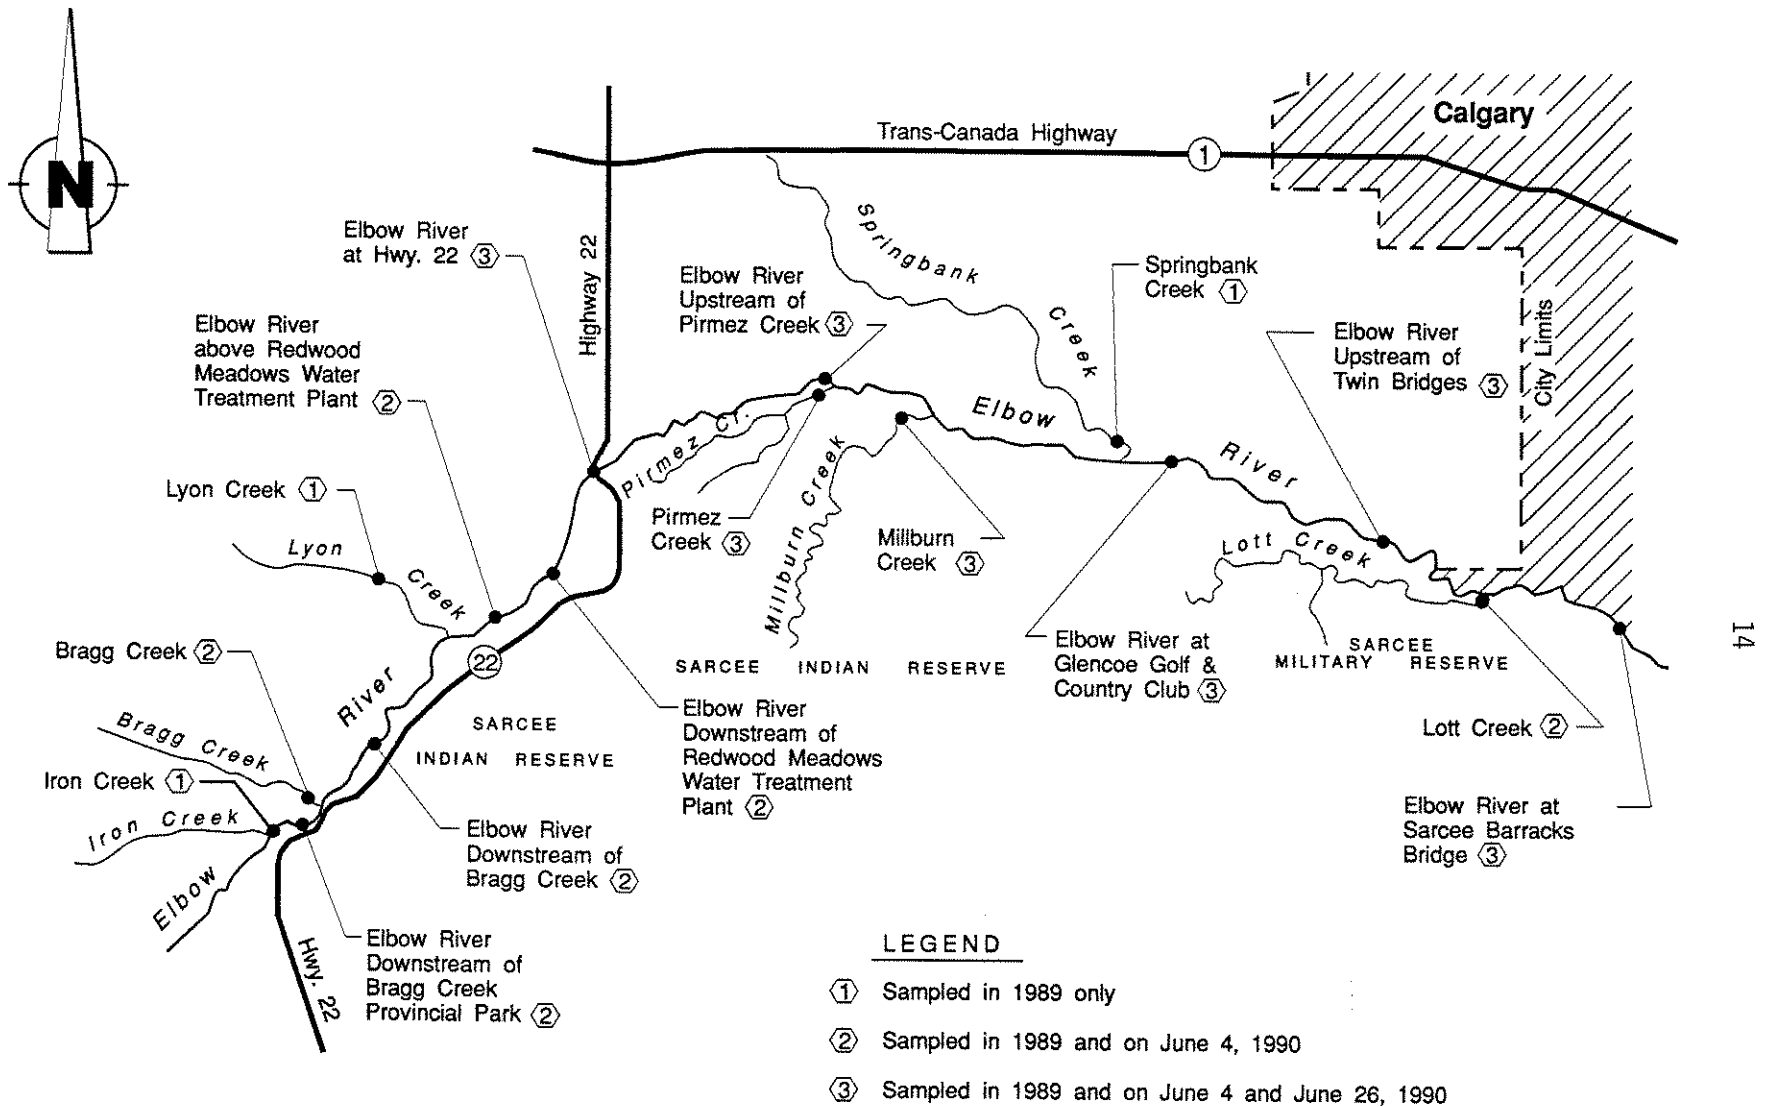 N
Calgary
Trans-Canada Highway
1
Elbow River
at Hwy. 22 3
Highway 22
Springbank
Creek
Elbow River
Upstream of
Pirmez Creek 3
Springbank
Creek 1
Elbow River
above Redwood
Meadows Water
Treatment Plant 2
Elbow River
Upstream of
Twin Bridges 3
City Limits
Elbow
River
Pirmez Cr.
Lyon Creek 1
Lyon
Creek
Pirmez
Creek 3
Millburn Creek
Millburn
Creek 3
Lott Creek
Bragg Creek 2
22
SARCEE INDIAN RESERVE
Elbow River at
Glencoe Golf &
Country Club 3
SARCEE
MILITARY RESERVE
14
River
SARCEE
INDIAN RESERVE
Elbow River
Downstream of
Redwood Meadows
Water Treatment
Plant 2
Lott Creek 2
Bragg Creek
Iron Creek 1
Iron Creek
Elbow
Elbow River
Downstream of
Bragg Creek 2
Elbow River at
Sarcee Barracks
Bridge 3
Hwy. 22
Elbow River
Downstream of
Bragg Creek
Provincial Park 2
LEGEND
1 Sampled in 1989 only
2 Sampled in 1989 and on June 4, 1990
3 Sampled in 1989 and on June 4 and June 26, 1990